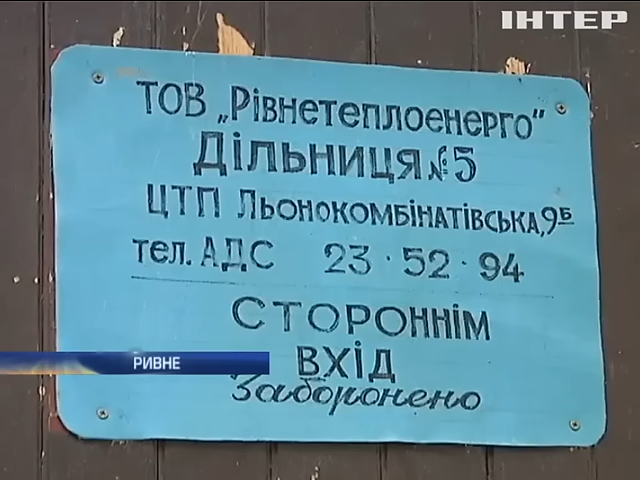 ІНТЕР
ТОВ „Рівнетеплоенерго"
Дільниця №5
ЦТП Льонокомбінатівська, 9Б
тел. АДС 23·52·94
СТОРОННІМ
ВХІД
Заборонено
РИВНЕ